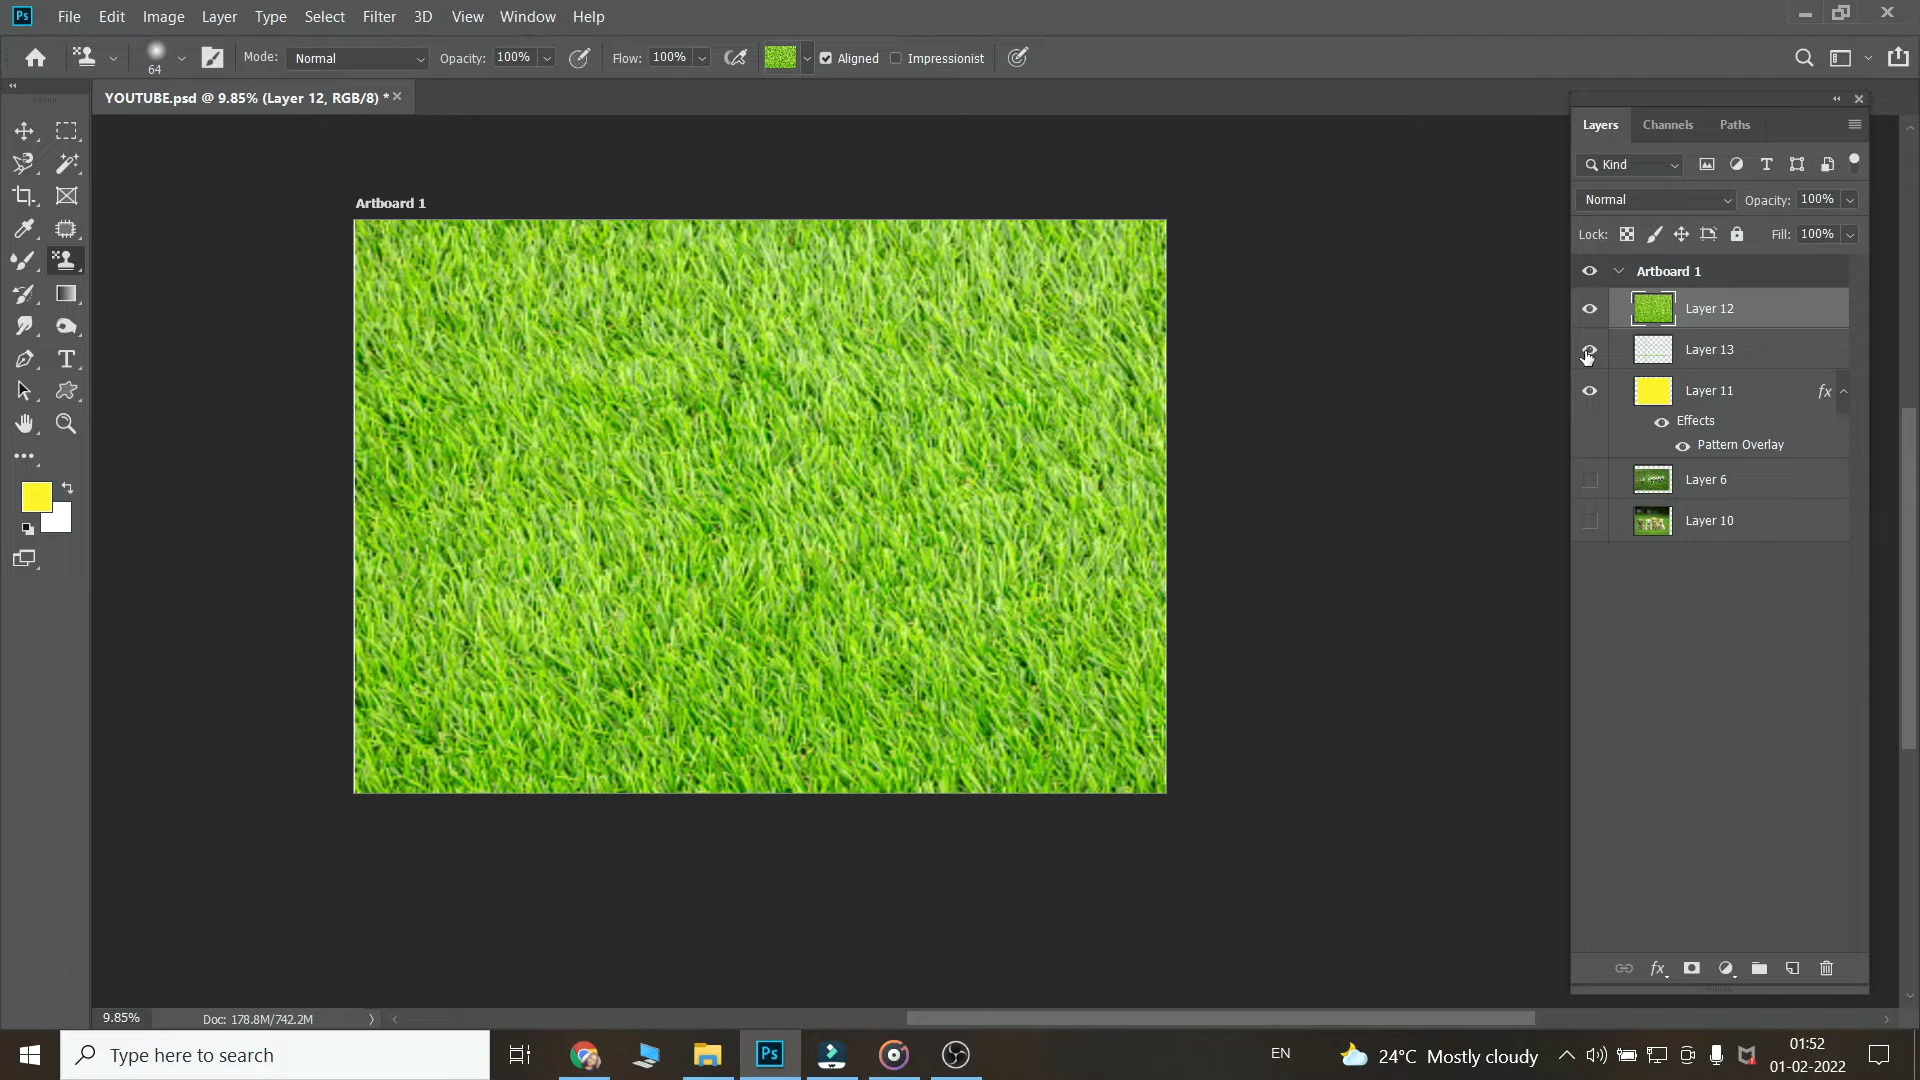 Ps File Edit Image Layer Type Select Filter 3D View Window Help
64 Mode: Normal Opacity: 100% Flow: 100% Aligned Impressionist
YOUTUBE.psd @ 9.85% (Layer 12, RGB/8) *
Layers Channels Paths
Kind
Normal Opacity: 100%
Lock: Fill: 100%
Artboard 1
Artboard 1
Layer 12
Layer 13
Layer 11 fx
Effects
Pattern Overlay
Layer 6
Layer 10
fx
9.85% Doc: 178.8M/742.2M
Type here to search
Ps
EN
24°C Mostly cloudy
01:52
01-02-2022